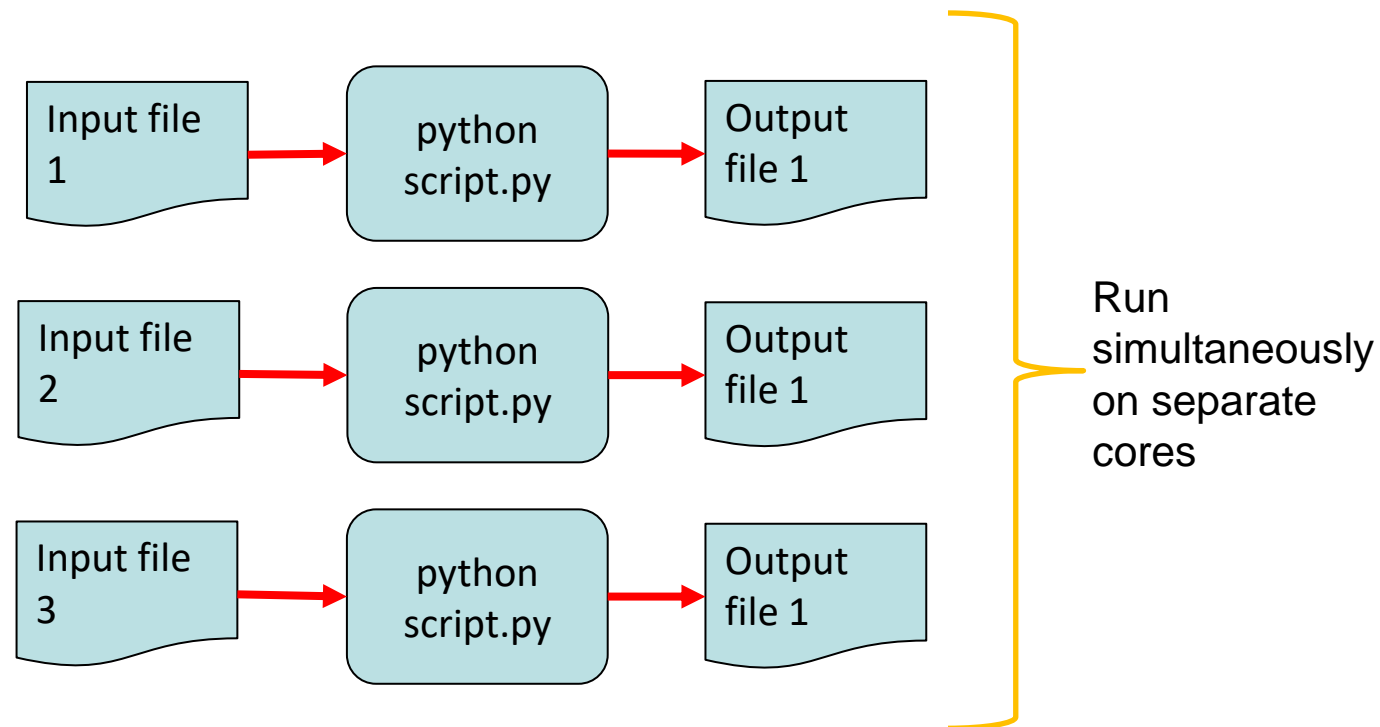 Input file
1
python
script.py
Output
file 1
Input file
2
python
script.py
Output
file 1
Input file
3
python
script.py
Output
file 1
Run
simultaneously
on separate
cores